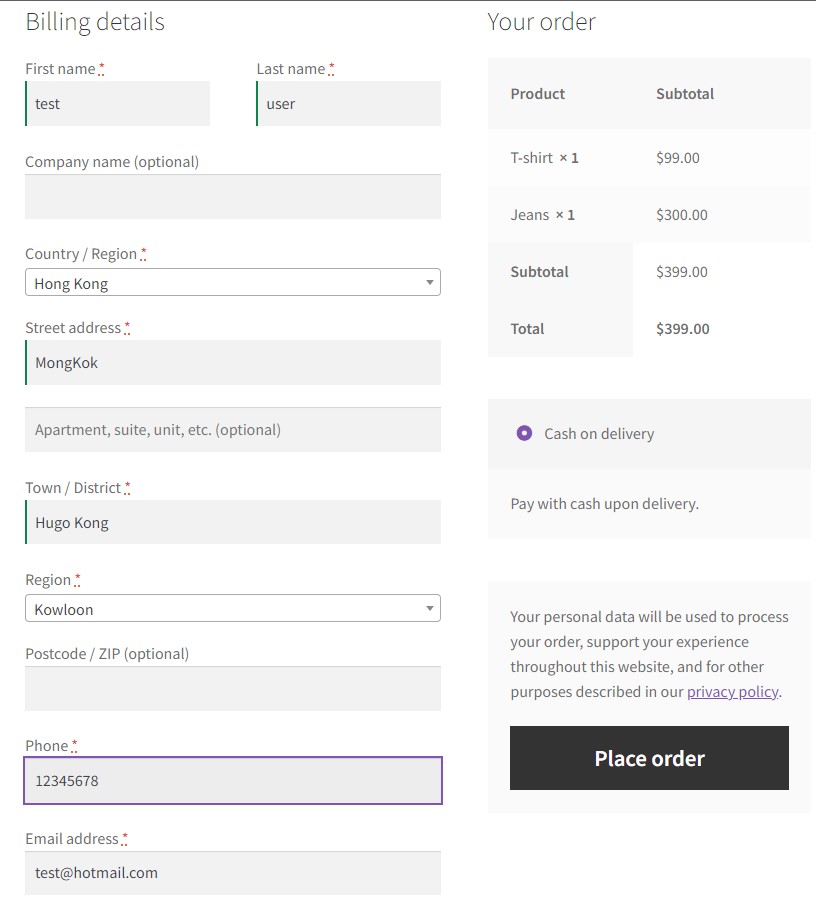 Billing details
First name *
Last name *
test
user
Company name (optional)
Country / Region *
Hong Kong
Street address *
MongKok
Apartment, suite, unit, etc. (optional)
Town / District *
Hugo Kong
Region *
Kowloon
Postcode / ZIP (optional)
Phone *
12345678
Email address *
test@hotmail.com
Your order
Product Subtotal
T-shirt × 1 $99.00
Jeans × 1 $300.00
Subtotal $399.00
Total $399.00
Cash on delivery
Pay with cash upon delivery.
Your personal data will be used to process
your order, support your experience
throughout this website, and for other
purposes described in our privacy policy.
Place order